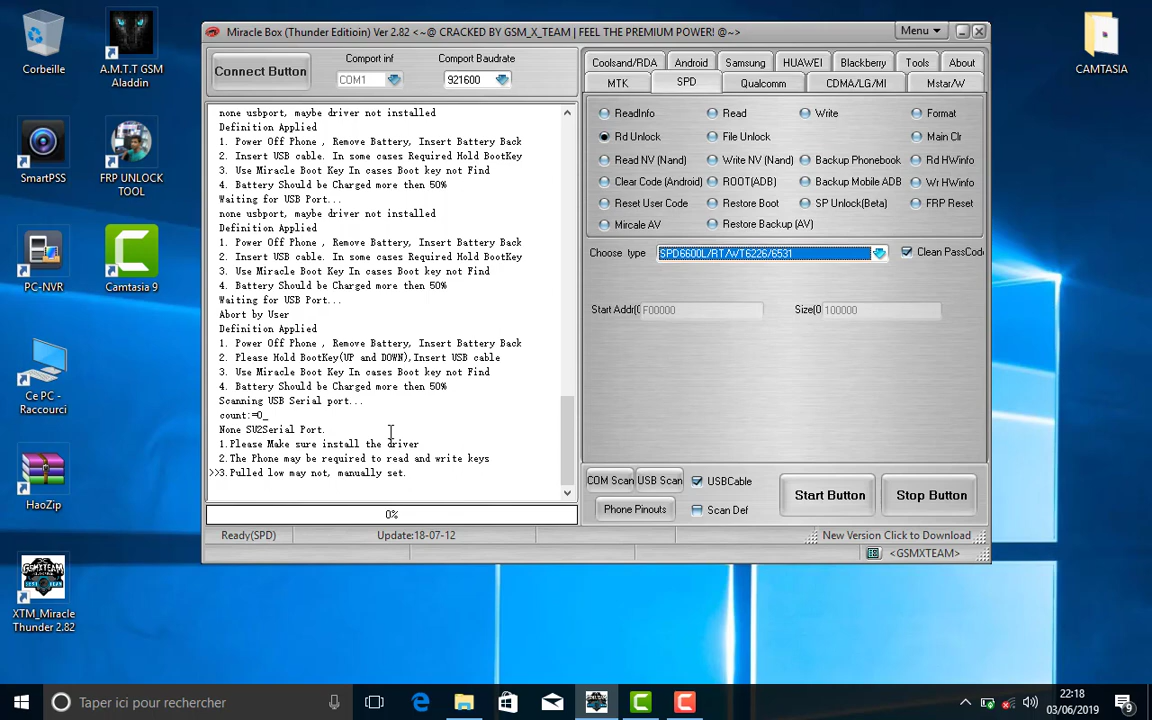 Corbeille
A.M.T.T GSM
Aladdin
SmartPSS
FRP UNLOCK
TOOL
PC-NVR
Camtasia 9
Ce PC -
Raccourci
HaoZip
XTM_Miracle
Thunder 2.82
CAMTASIA
Miracle Box (Thunder Editioin) Ver 2.82 <~@ CRACKED BY GSM_X_TEAM | FEEL THE PREMIUM POWER! @~>
Menu
Connect Button
Comport inf
COM1
Comport Baudrate
921600
none usbport, maybe driver not installed
Definition Applied
1. Power Off Phone , Remove Battery, Insert Battery Back
2. Insert USB cable. In some cases Required Hold BootKey
3. Use Miracle Boot Key In cases Boot key not Find
4. Battery Should be Charged more then 50%
Waiting for USB Port...
none usbport, maybe driver not installed
Definition Applied
1. Power Off Phone , Remove Battery, Insert Battery Back
2. Insert USB cable. In some cases Required Hold BootKey
3. Use Miracle Boot Key In cases Boot key not Find
4. Battery Should be Charged more then 50%
Waiting for USB Port...
Abort by User
Definition Applied
1. Power Off Phone , Remove Battery, Insert Battery Back
2. Please Hold BootKey(UP and DOWN),Insert USB cable
3. Use Miracle Boot Key In cases Boot key not Find
4. Battery Should be Charged more then 50%
Scanning USB Serial port...
count:=0_
None SU2Serial Port.
1.Please Make sure install the driver
2.The Phone may be required to read and write keys
>>3.Pulled low may not, manually set.
0%
Coolsand/RDA Android Samsung HUAWEI Blackberry Tools About
MTK SPD Qualcomm CDMA/LG/MI Mstar/W
ReadInfo Read Write Format
Rd Unlock File Unlock Main Clr
Read NV (Nand) Write NV (Nand) Backup Phonebook Rd HWinfo
Clear Code (Android) ROOT(ADB) Backup Mobile ADB Wr HWinfo
Reset User Code Restore Boot SP Unlock(Beta) FRP Reset
Mircale AV Restore Backup (AV)
Choose type SPD6600L/RT/WT6226/6531 Clean PassCod
Start Addr(0 F00000 Size(0 100000
COM Scan USB Scan USBCable
Phone Pinouts Scan Def
Start Button Stop Button
Ready(SPD) Update:18-07-12 New Version Click to Download
<GSMXTEAM>
Taper ici pour rechercher
22:18
03/06/2019
9